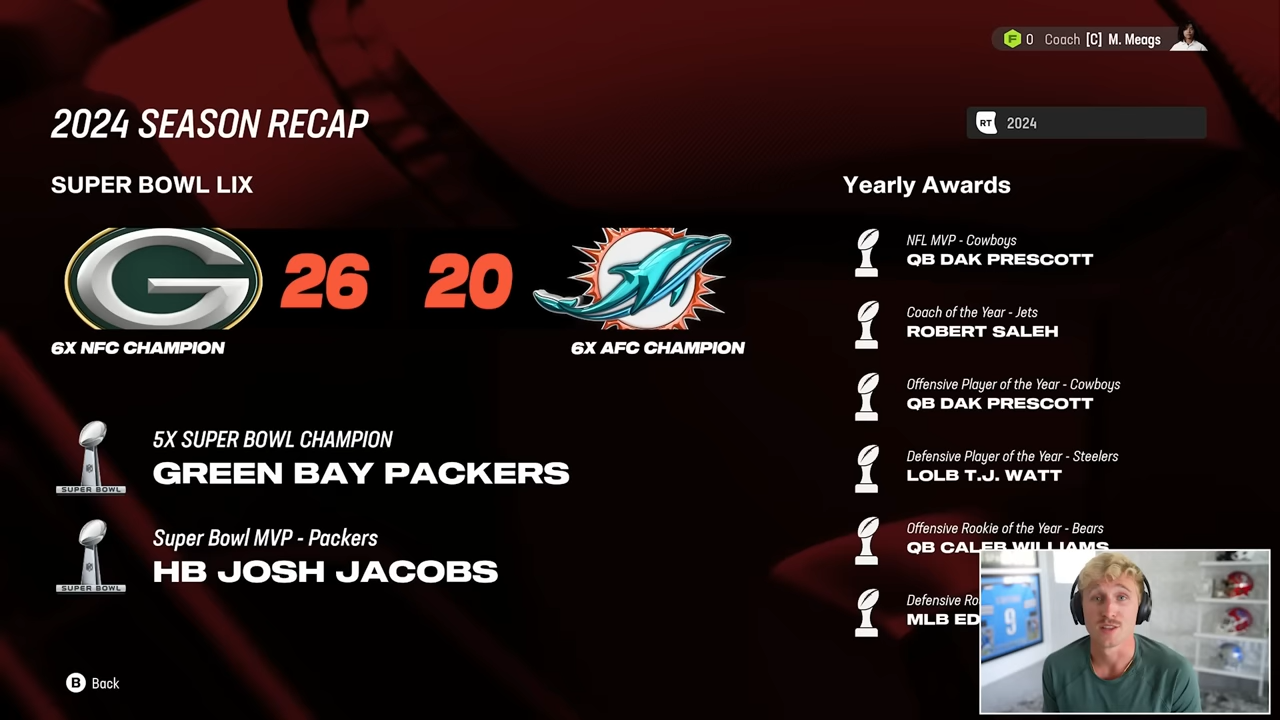 0 Coach [C] M. Meags
2024 SEASON RECAP
RT 2024
SUPER BOWL LIX
26 20
6X NFC CHAMPION
6X AFC CHAMPION
5X SUPER BOWL CHAMPION
GREEN BAY PACKERS
SUPER BOWL
Super Bowl MVP - Packers
HB JOSH JACOBS
SUPER BOWL
B Back
Yearly Awards
NFL MVP - Cowboys
QB DAK PRESCOTT
Coach of the Year - Jets
ROBERT SALEH
Offensive Player of the Year - Cowboys
QB DAK PRESCOTT
Defensive Player of the Year - Steelers
LOLB T.J. WATT
Offensive Rookie of the Year - Bears
QB CALEB WILLIAMS
Defensive Ro
MLB ED
9